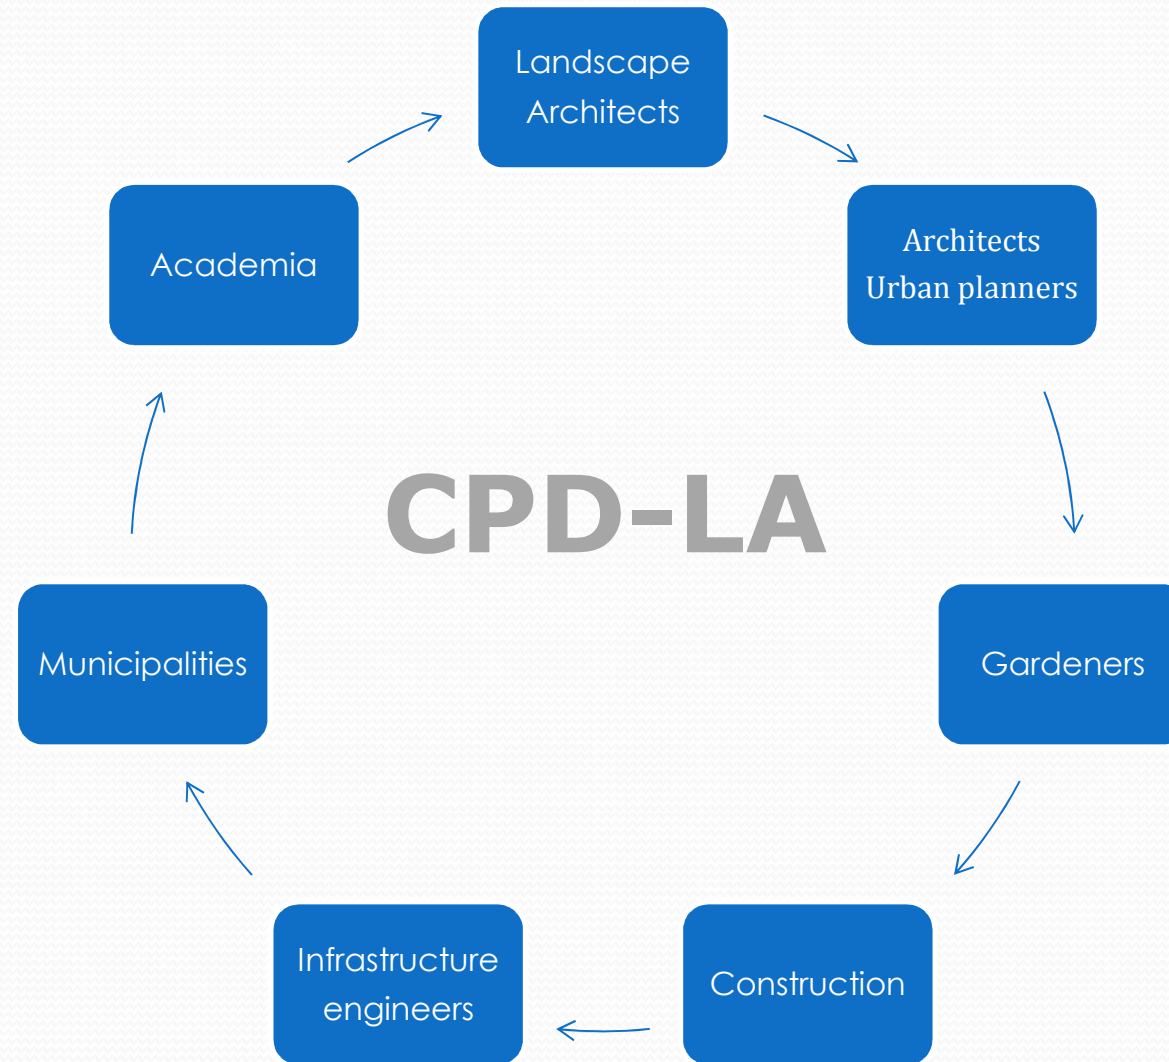 Landscape
Architects
Architects
Urban planners
Academia
CPD-LA
Municipalities
Gardeners
Infrastructure
engineers
Construction